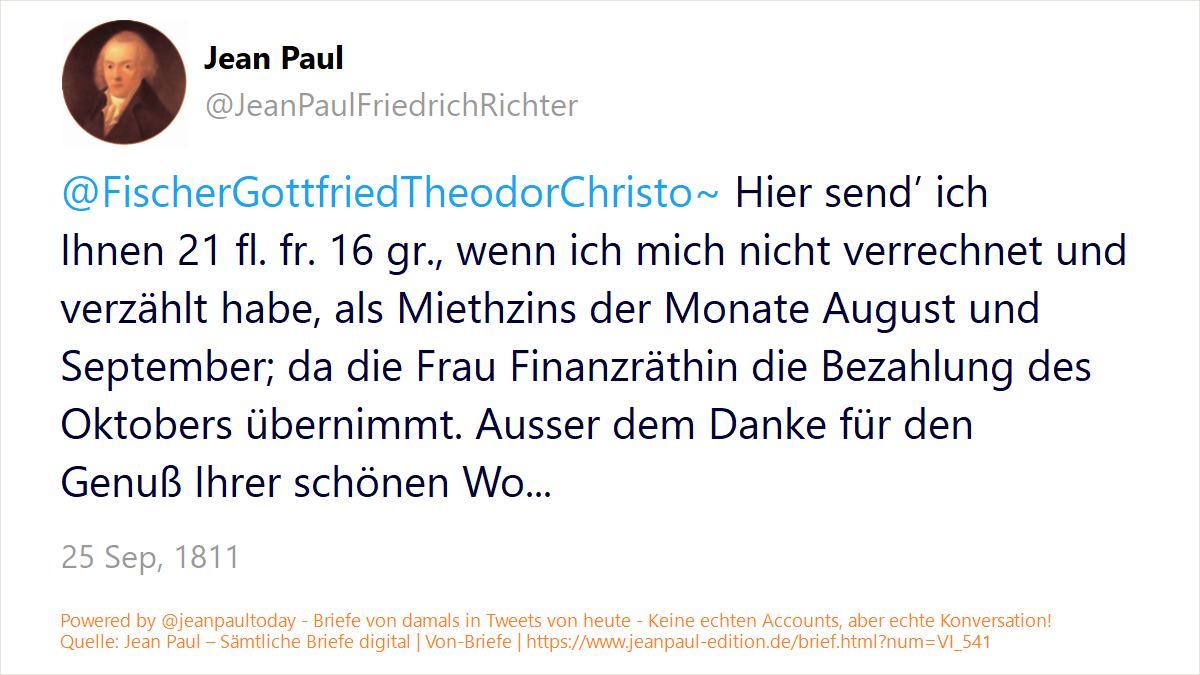 Jean Paul
@JeanPaulFriedrichRichter
@FischerGottfriedTheodorChristo~ Hier send’ ich
Ihnen 21 fl. fr. 16 gr., wenn ich mich nicht verrechnet und
verzählt habe, als Miethzins der Monate August und
September; da die Frau Finanzräthin die Bezahlung des
Oktobers übernimmt. Ausser dem Danke für den
Genuß Ihrer schönen Wo...
25 Sep, 1811
Powered by @jeanpaultoday - Briefe von damals in Tweets von heute - Keine echten Accounts, aber echte Konversation!
Quelle: Jean Paul – Sämtliche Briefe digital | Von-Briefe | https://www.jeanpaul-edition.de/brief.html?num=VI_541